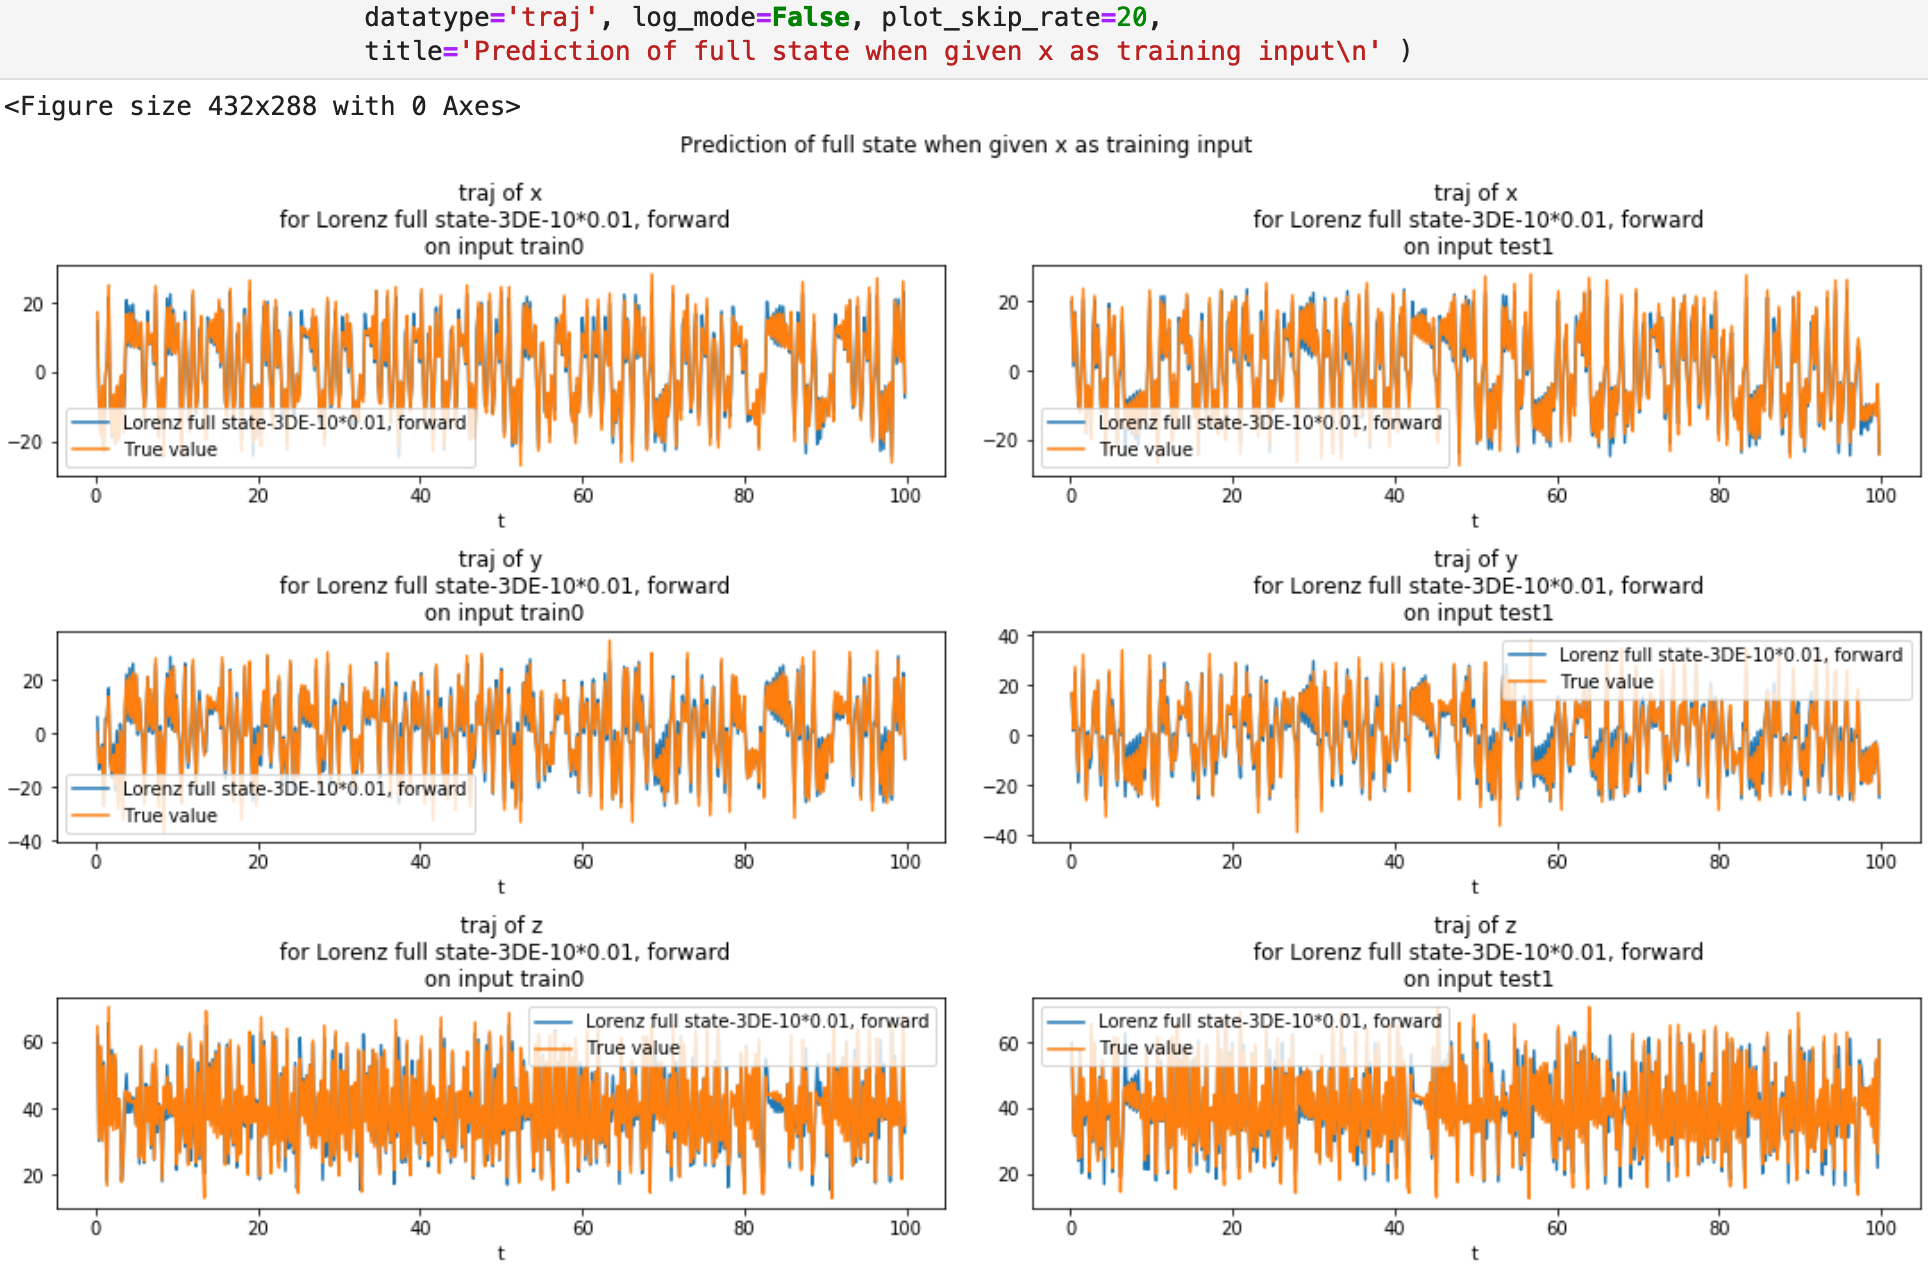 datatype='traj', log_mode=False, plot_skip_rate=20,
title='Prediction of full state when given x as training input\n' )
<Figure size 432x288 with 0 Axes>
Prediction of full state when given x as training input
traj of x
for Lorenz full state-3DE-10*0.01, forward
on input train0
20
0
−20
Lorenz full state-3DE-10*0.01, forward
True value
0 20 40 60 80 100
t
traj of x
for Lorenz full state-3DE-10*0.01, forward
on input test1
20
0
−20
Lorenz full state-3DE-10*0.01, forward
True value
0 20 40 60 80 100
t
traj of y
for Lorenz full state-3DE-10*0.01, forward
on input train0
20
0
−20
−40
Lorenz full state-3DE-10*0.01, forward
True value
0 20 40 60 80 100
t
traj of y
for Lorenz full state-3DE-10*0.01, forward
on input test1
40
20
0
−20
−40
Lorenz full state-3DE-10*0.01, forward
True value
0 20 40 60 80 100
t
traj of z
for Lorenz full state-3DE-10*0.01, forward
on input train0
60
40
20
Lorenz full state-3DE-10*0.01, forward
True value
0 20 40 60 80 100
t
traj of z
for Lorenz full state-3DE-10*0.01, forward
on input test1
60
40
20
Lorenz full state-3DE-10*0.01, forward
True value
0 20 40 60 80 100
t